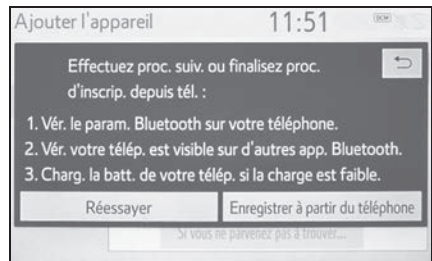 Ajouter l'appareil 11:51 DCM
Effectuez proc. suiv. ou finalisez proc.
d'inscrip. depuis tél. :
1. Vér. le param. Bluetooth sur votre téléphone.
2. Vér. votre télép. est visible sur d'autres app. Bluetooth.
3. Charg. la batt. de votre télép. si la charge est faible.
Réessayer Enregistrer à partir du téléphone
Si vous ne parvenez pas à trouver...